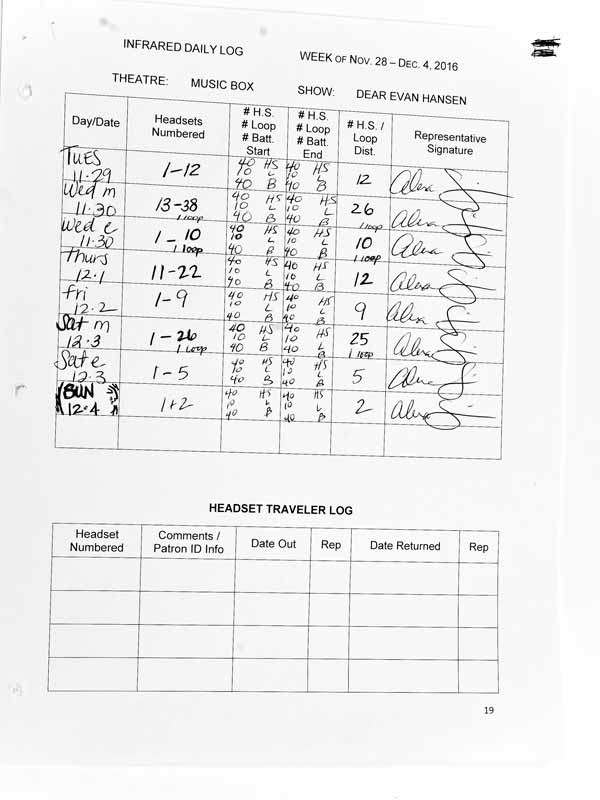 INFRARED DAILY LOG
WEEK OF NOV. 28 – DEC. 4, 2016
THEATRE: MUSIC BOX SHOW: DEAR EVAN HANSEN
Day/Date
Headsets
Numbered
# H.S.
# Loop
# Batt.
Start
# H.S.
# Loop
# Batt.
End
# H.S. /
Loop
Dist.
Representative
Signature
TUES
11.29
1-12
40 HS
10 L
40 B
40 HS
10 L
40 B
12
Alexa
Wed m
11.30
13-38
1 loop
40 HS
10 L
40 B
40 HS
10 L
40 B
26
1 loop
Alexa
Wed e
11.30
1-10
1 loop
40 HS
10 L
40 B
40 HS
10 L
40 B
10
1 loop
Alexa
Thurs
12.1
11-22
40 HS
10 L
40 B
40 HS
10 L
40 B
12
Alexa
Fri
12.2
1-9
40 HS
10 L
40 B
40 HS
10 L
40 B
9
Alexa
Sat m
12.3
1-26
1 Loop
40 HS
10 L
40 B
40 HS
10 L
40 B
25
1 loop
Alexa
Sat e
12.3
1-5
40 HS
10 L
40 B
40 HS
10 L
40 B
5
Alexa
SUN
12.4
1+2
40 HS
10 L
40 B
40 HS
10 L
40 B
2
Alexa
HEADSET TRAVELER LOG
Headset
Numbered
Comments /
Patron ID Info
Date Out
Rep
Date Returned
Rep
19